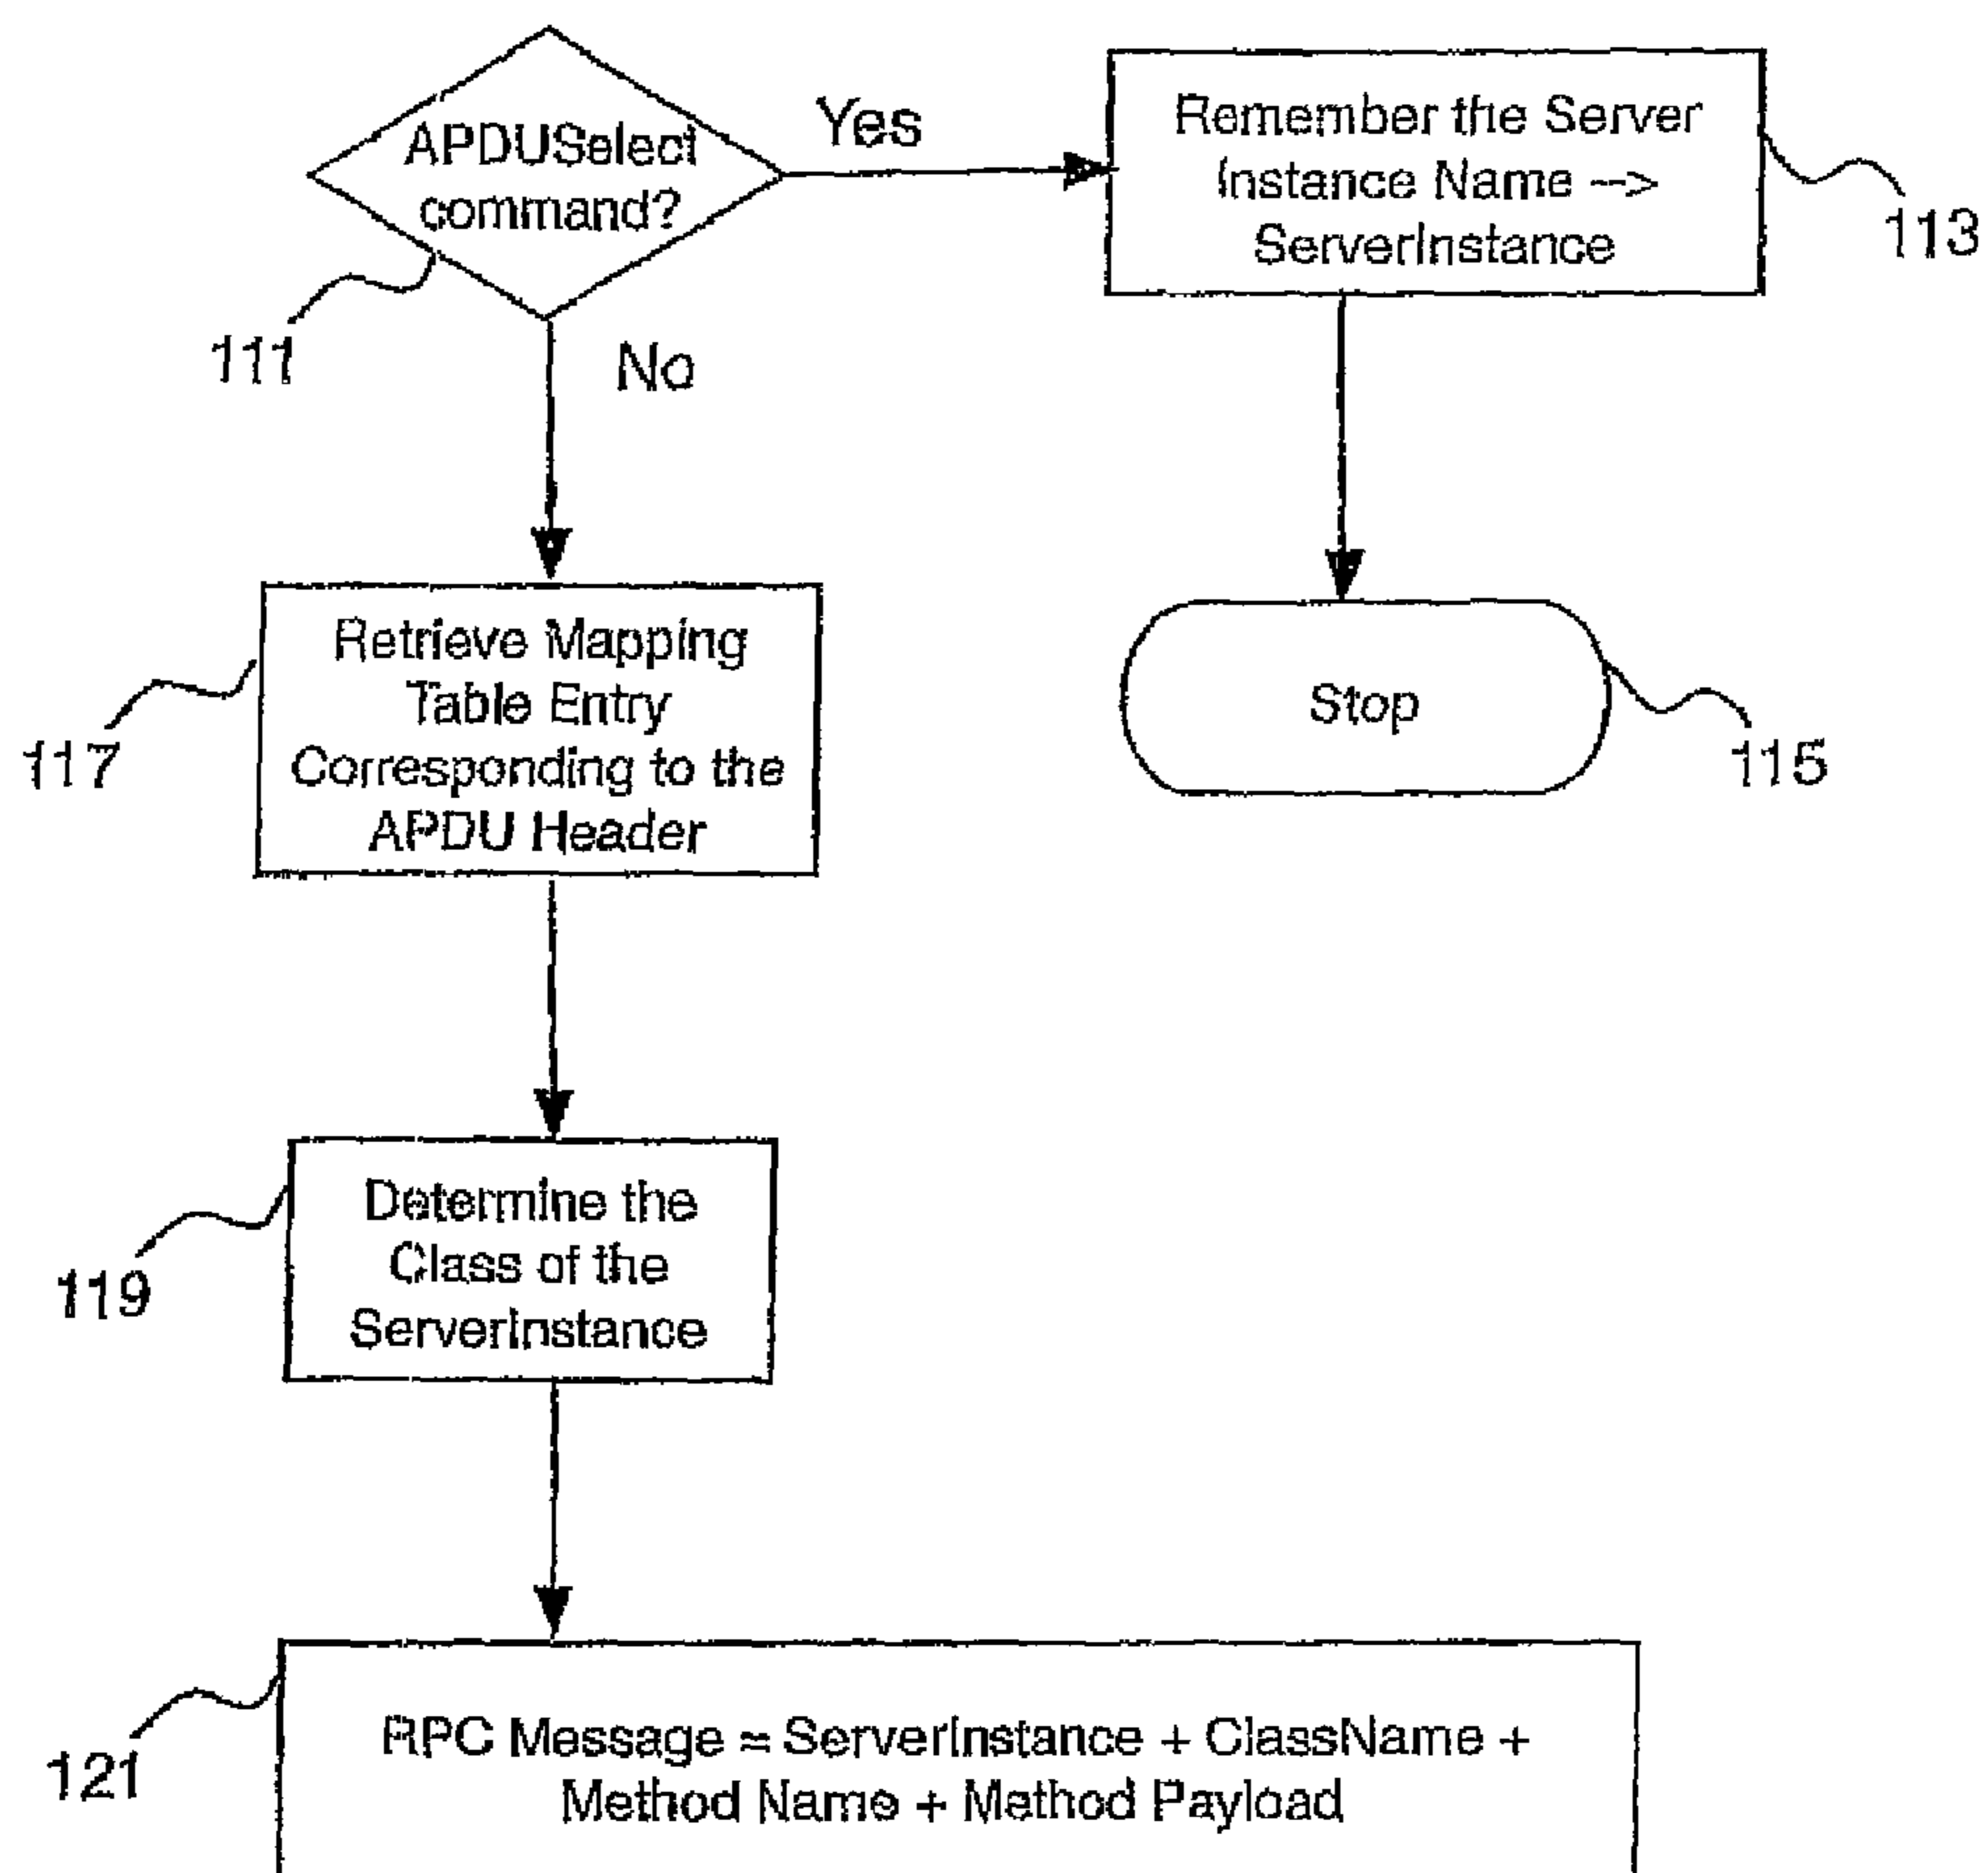 APDUSelect
command?
Yes
Remember the Server
Instance Name -->
ServerInstance
113
111
No
Retrieve Mapping
Table Entry
Corresponding to the
APDU Header
117
Stop
115
Determine the
Class of the
ServerInstance
119
RPC Message = ServerInstance + ClassName +
Method Name + Method Payload
121